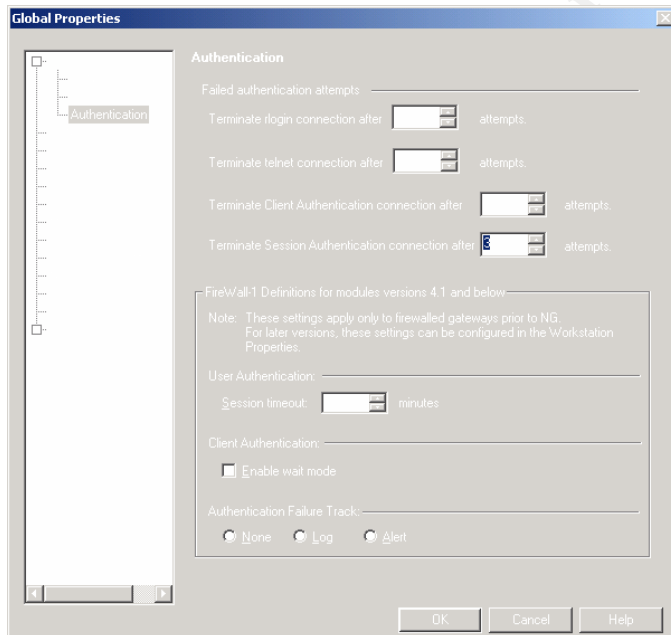 Global Properties
Authentication
Authentication
Failed authentication attempts
Terminate rlogin connection after attempts.
Terminate telnet connection after attempts.
Terminate Client Authentication connection after attempts.
Terminate Session Authentication connection after 3 attempts.
FireWall-1 Definitions for modules versions 4.1 and below
Note: These settings apply only to firewalled gateways prior to NG.
For later versions, these settings can be configured in the Workstation
Properties.
User Authentication:
Session timeout: minutes
Client Authentication:
Enable wait mode
Authentication Failure Track:
None Log Alert
OK Cancel Help